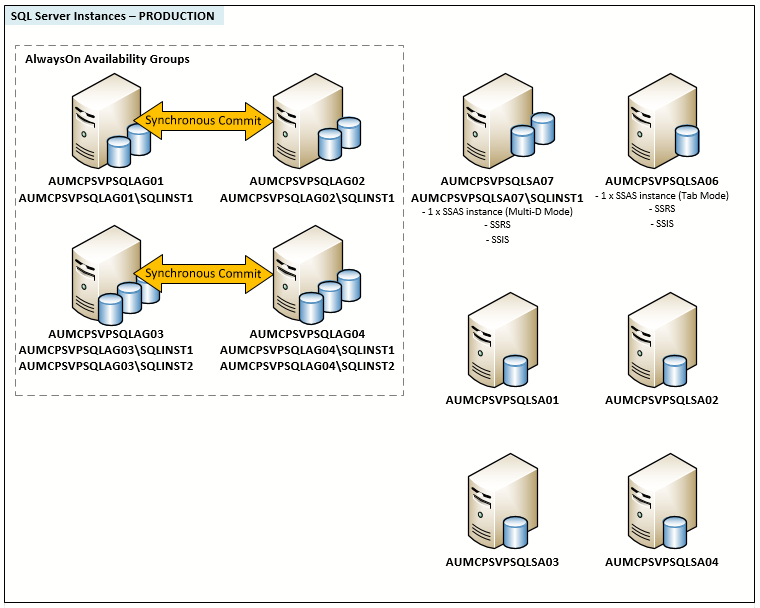 SQL Server Instances – PRODUCTION
AlwaysOn Availability Groups
Synchronous Commit
AUMCPSVPSQLAG01
AUMCPSVPSQLAG01\SQLINST1
AUMCPSVPSQLAG02
AUMCPSVPSQLAG02\SQLINST1
Synchronous Commit
AUMCPSVPSQLAG03
AUMCPSVPSQLAG03\SQLINST1
AUMCPSVPSQLAG03\SQLINST2
AUMCPSVPSQLAG04
AUMCPSVPSQLAG04\SQLINST1
AUMCPSVPSQLAG04\SQLINST2
AUMCPSVPSQLSA07
AUMCPSVPSQLSA07\SQLINST1
- 1 x SSAS instance (Multi-D Mode)
- SSRS
- SSIS
AUMCPSVPSQLSA06
- 1 x SSAS instance (Tab Mode)
- SSRS
- SSIS
AUMCPSVPSQLSA01
AUMCPSVPSQLSA02
AUMCPSVPSQLSA03
AUMCPSVPSQLSA04